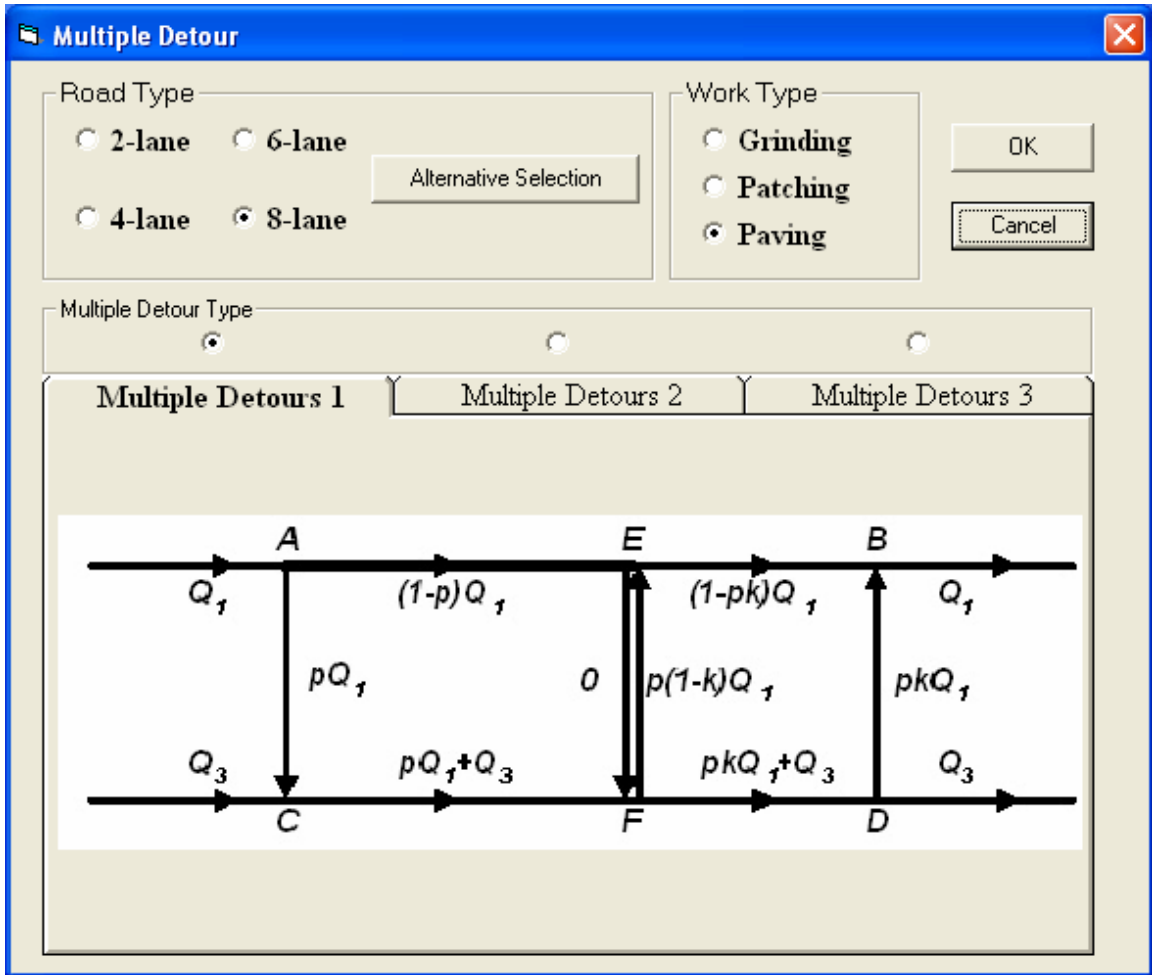 Multiple Detour
Road Type
2-lane 6-lane
4-lane 8-lane
Alternative Selection
Work Type
Grinding
Patching
Paving
OK
Cancel
Multiple Detour Type
Multiple Detours 1 Multiple Detours 2 Multiple Detours 3
A E B
Q₁ (1-p)Q₁ (1-pk)Q₁ Q₁
pQ₁ 0 p(1-k)Q₁ pkQ₁
Q₃ pQ₁+Q₃ pkQ₁+Q₃ Q₃
C F D